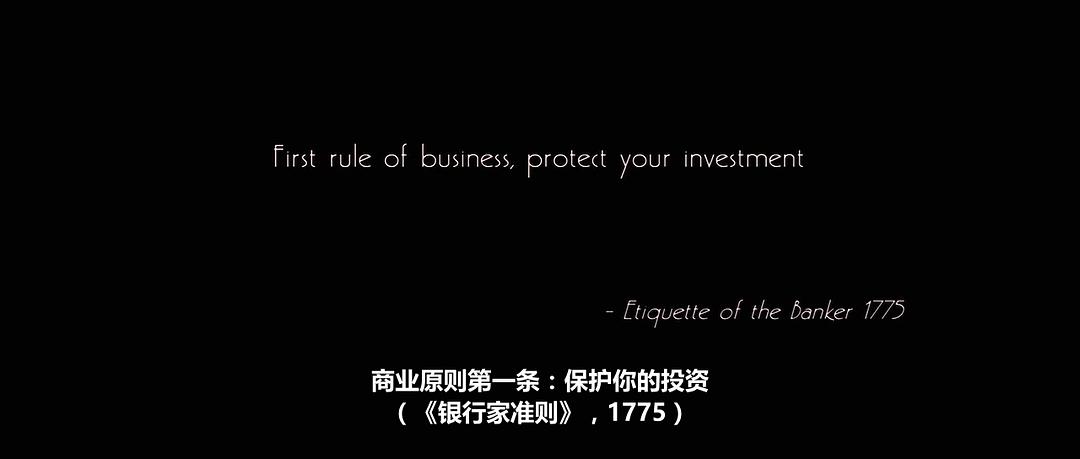 First rule of business, protect your investment
- Etiquette of the Banker 1775
商业原则第一条：保护你的投资
（《银行家准则》，1775）